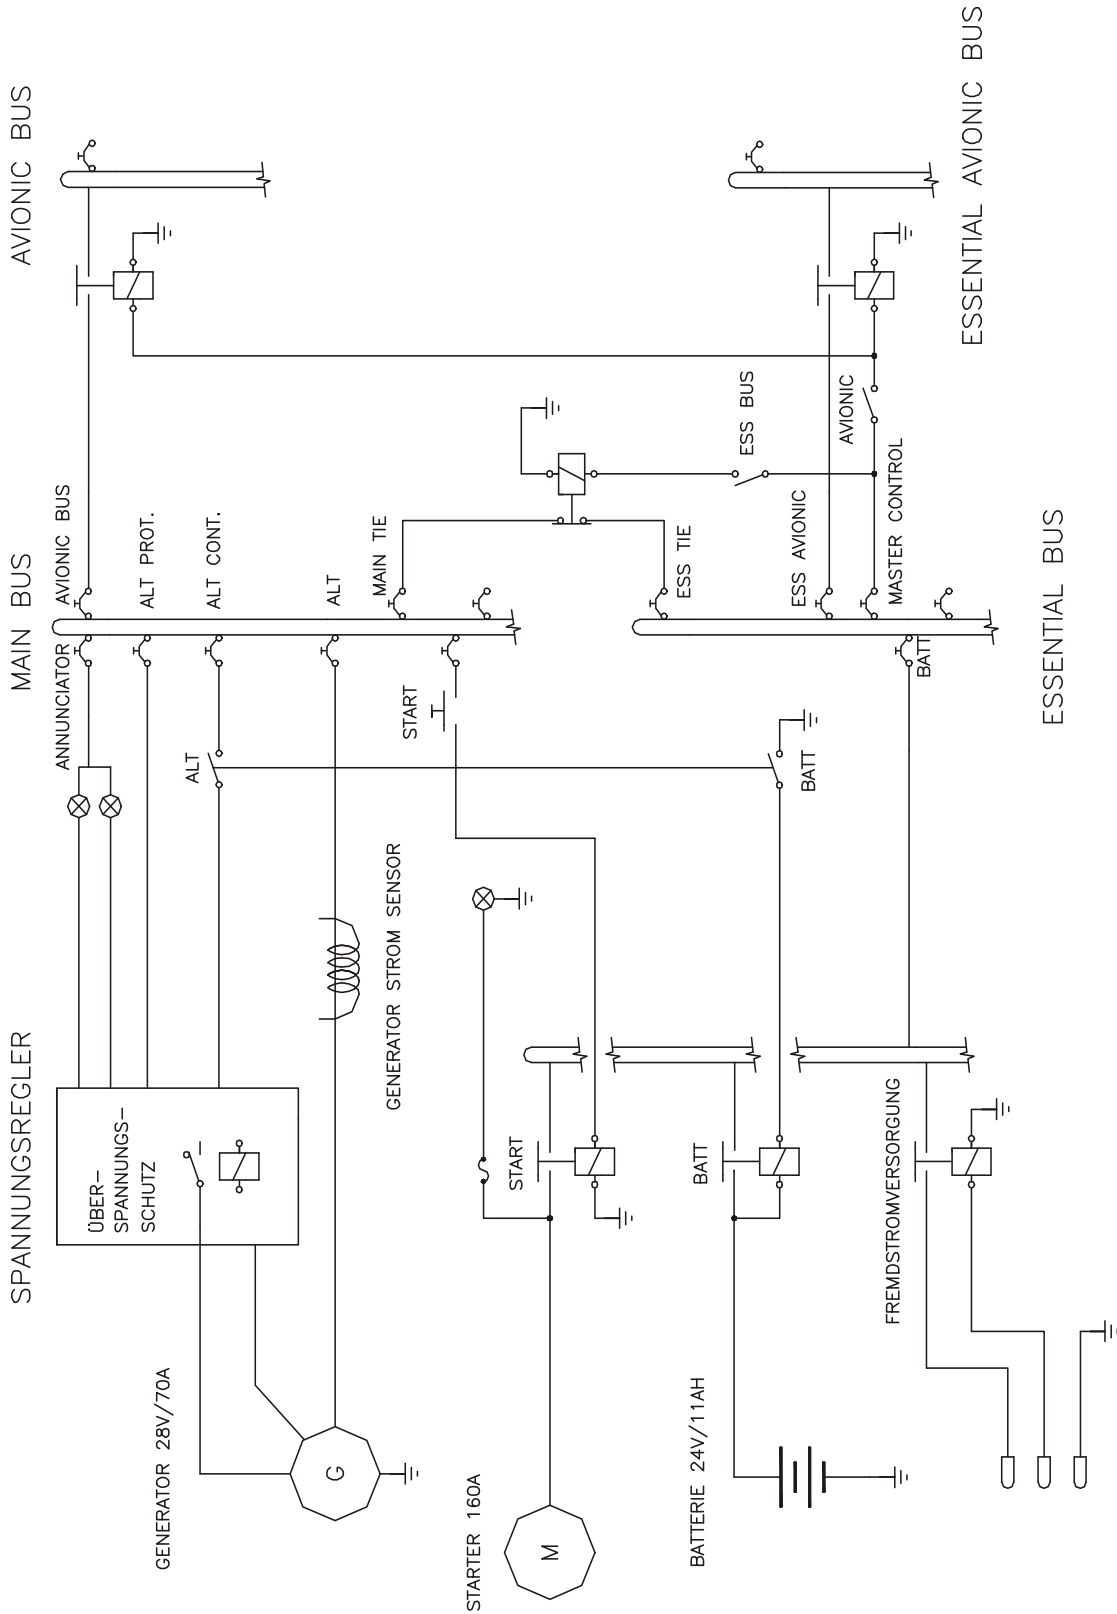 SPANNUNGSREGLER
MAIN BUS
AVIONIC BUS
ÜBER-
SPANNUNGS-
SCHUTZ
ANNUNCIATOR
AVIONIC BUS
ALT PROT.
ALT
ALT CONT.
GENERATOR 28V/70A
G
ALT
GENERATOR STROM SENSOR
START
MAIN TIE
STARTER 160A
M
START
ESS TIE
ESS BUS
BATTERIE 24V/11AH
BATT
BATT
ESS AVIONIC
AVIONIC
MASTER CONTROL
FREMDSTROMVERSORGUNG
BATT
ESSENTIAL BUS
ESSENTIAL AVIONIC BUS